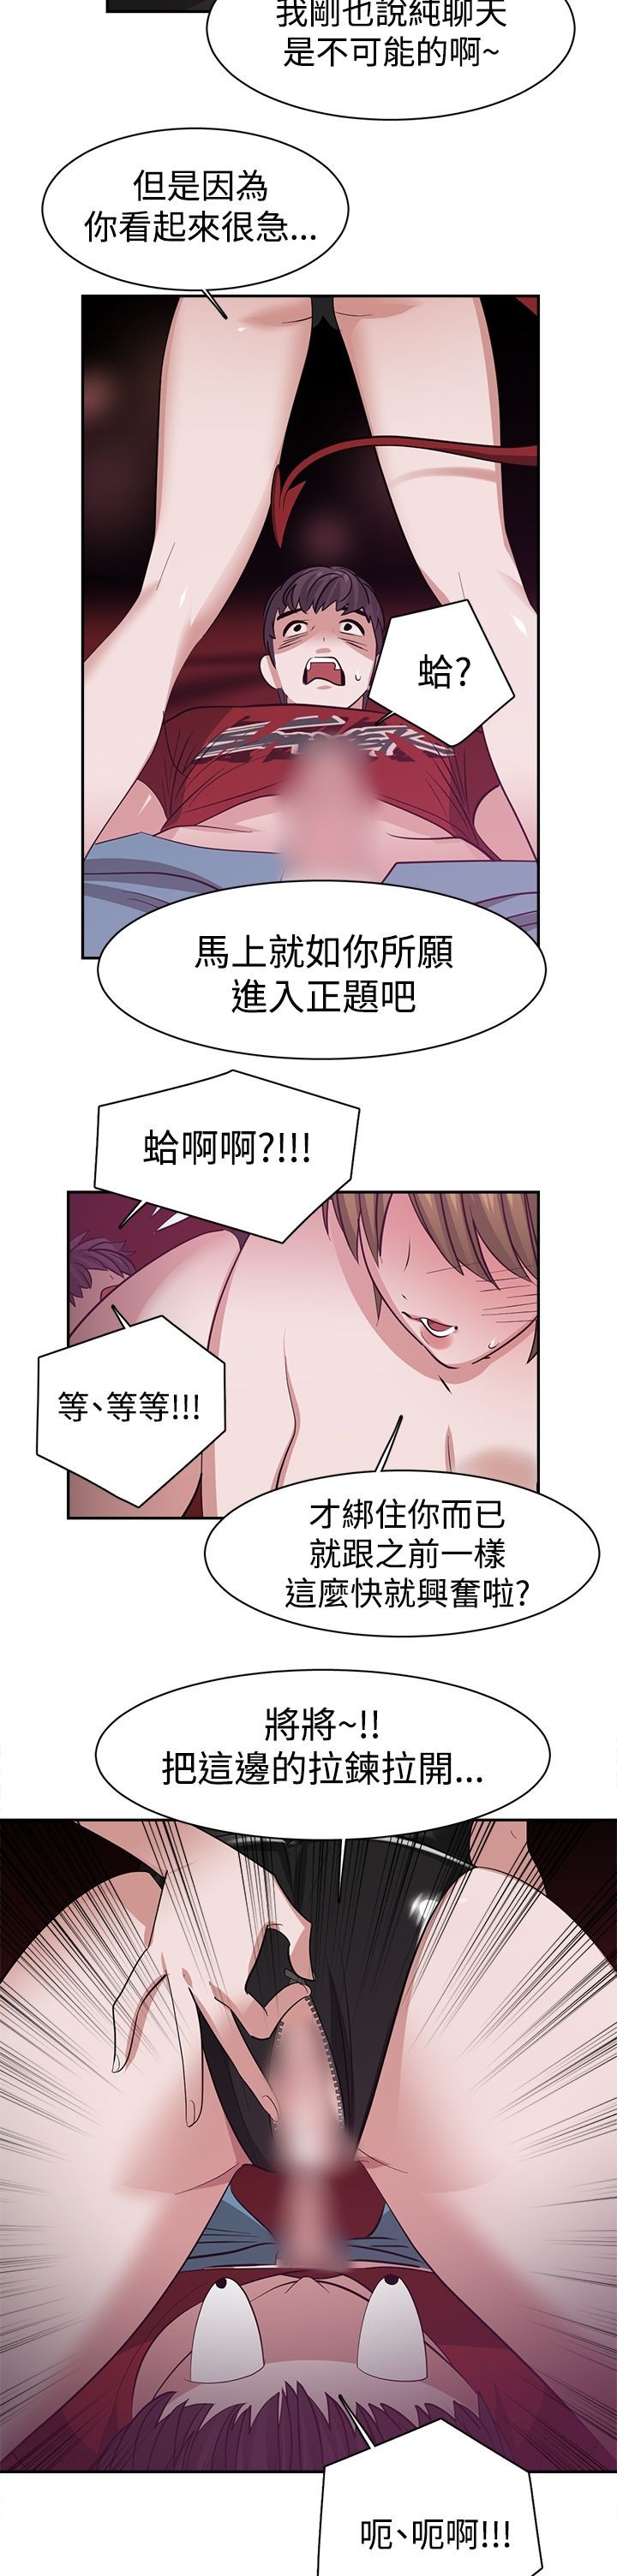 我剛也說純聊天
是不可能的啊~
但是因為
你看起來很急...
蛤?
馬上就如你所願
進入正題吧
蛤啊啊?!!!
等、等等!!!
才綁住你而已
就跟之前一樣
這麼快就興奮啦?
將將~!!
把這邊的拉鍊拉開...
呃、呃啊!!!